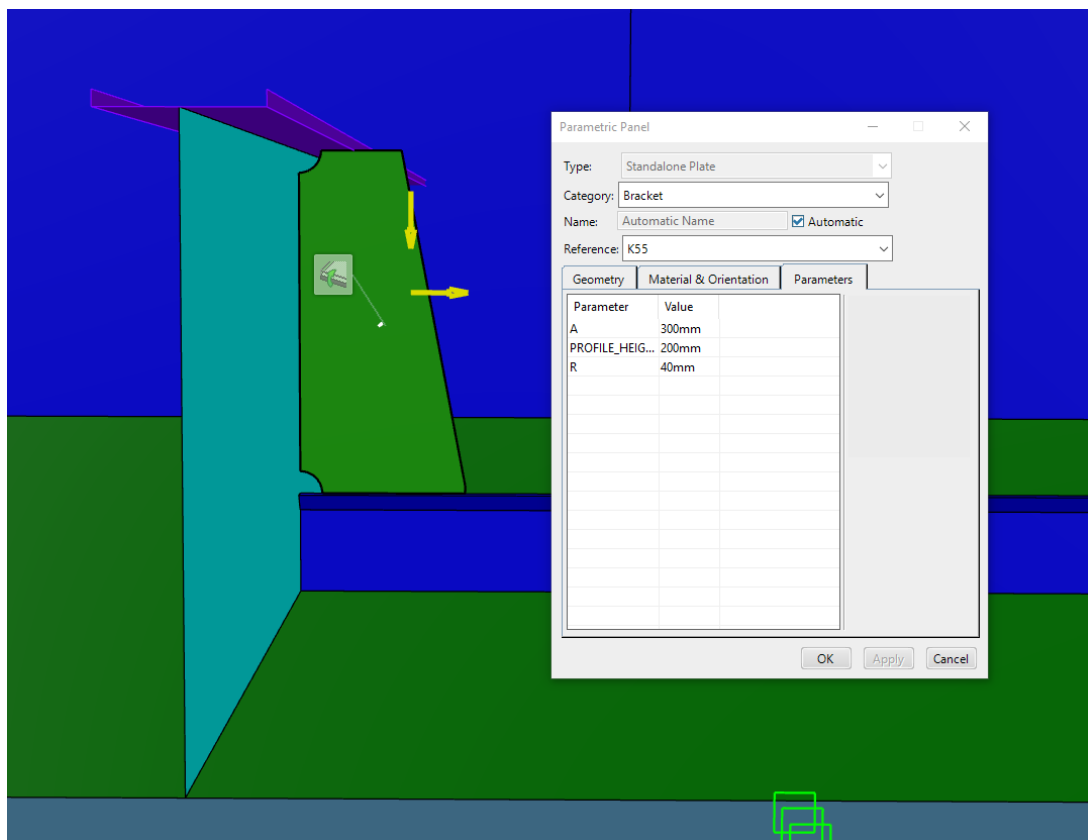 Parametric Panel
Type: Standalone Plate
Category: Bracket
Name: Automatic Name Automatic
Reference: K55
Geometry Material & Orientation Parameters
Parameter Value
A 300mm
PROFILE_HEIG... 200mm
R 40mm
OK Apply Cancel